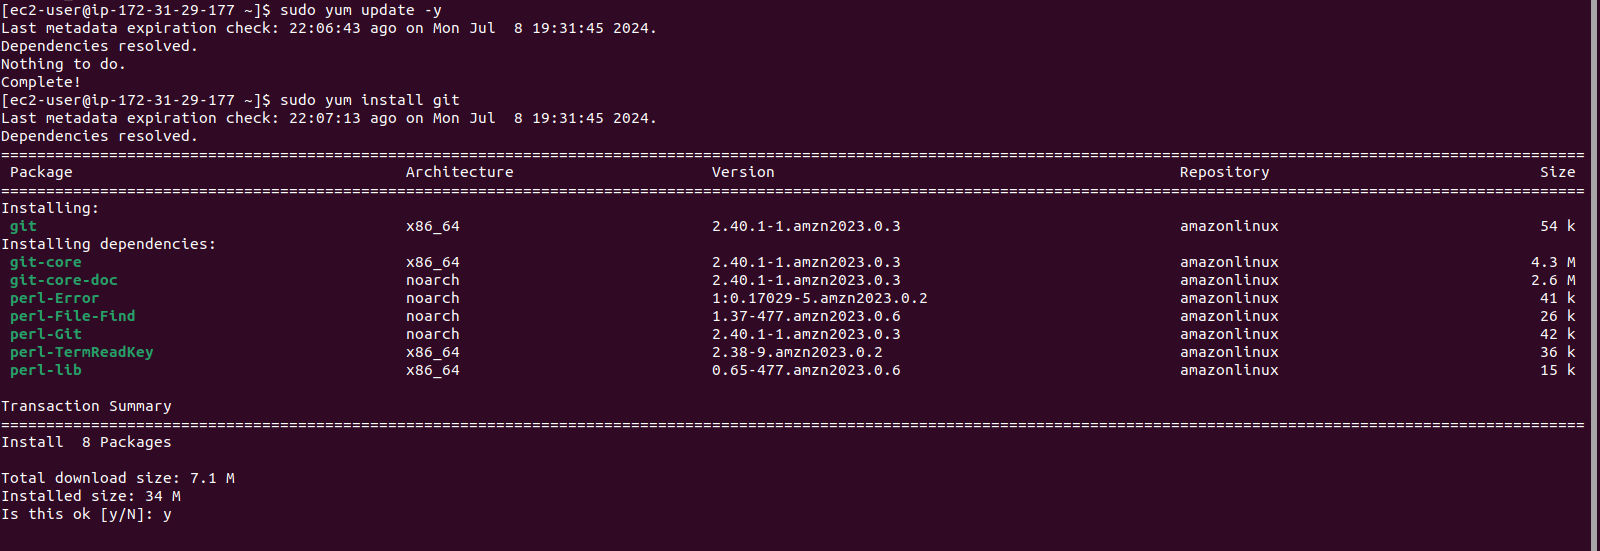 [ec2-user@ip-172-31-29-177 ~]$ sudo yum update -y
Last metadata expiration check: 22:06:43 ago on Mon Jul  8 19:31:45 2024.
Dependencies resolved.
Nothing to do.
Complete!
[ec2-user@ip-172-31-29-177 ~]$ sudo yum install git
Last metadata expiration check: 22:07:13 ago on Mon Jul  8 19:31:45 2024.
Dependencies resolved.
================================================================================
Package Architecture Version Repository Size
================================================================================
Installing:
git x86_64 2.40.1-1.amzn2023.0.3 amazonlinux 54 k
Installing dependencies:
git-core x86_64 2.40.1-1.amzn2023.0.3 amazonlinux 4.3 M
git-core-doc noarch 2.40.1-1.amzn2023.0.3 amazonlinux 2.6 M
perl-Error noarch 1:0.17029-5.amzn2023.0.2 amazonlinux 41 k
perl-File-Find noarch 1.37-477.amzn2023.0.6 amazonlinux 26 k
perl-Git noarch 2.40.1-1.amzn2023.0.3 amazonlinux 42 k
perl-TermReadKey x86_64 2.38-9.amzn2023.0.2 amazonlinux 36 k
perl-lib x86_64 0.65-477.amzn2023.0.6 amazonlinux 15 k
Transaction Summary
================================================================================
Install  8 Packages
Total download size: 7.1 M
Installed size: 34 M
Is this ok [y/N]: y